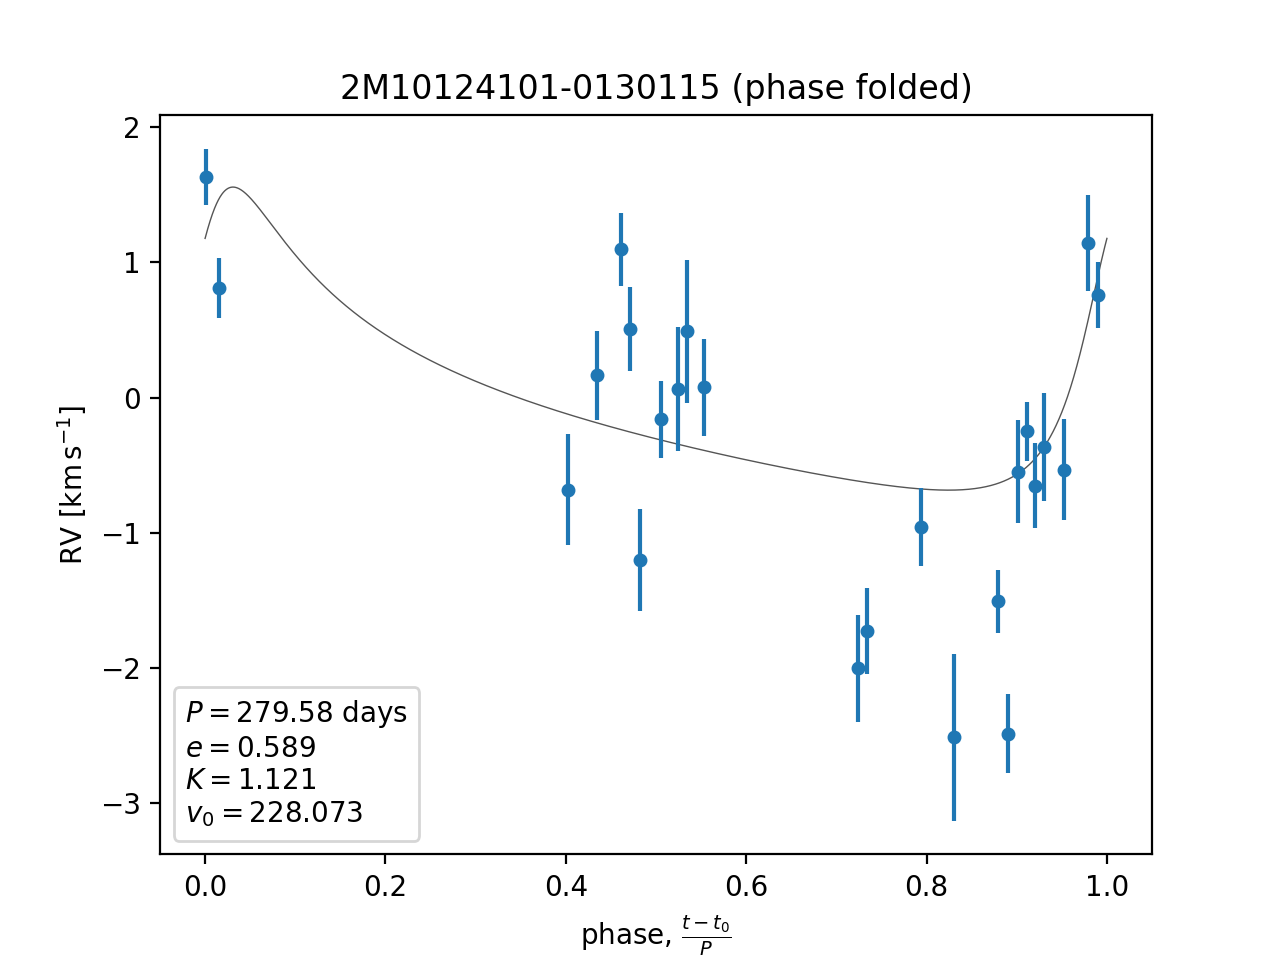 2M10124101-0130115 (phase folded)
RV [km s⁻¹]
2
1
0
−1
−2
−3
P = 279.58 days
e = 0.589
K = 1.121
v₀ = 228.073
0.0 0.2 0.4 0.6 0.8 1.0
phase, (t − t₀)/P